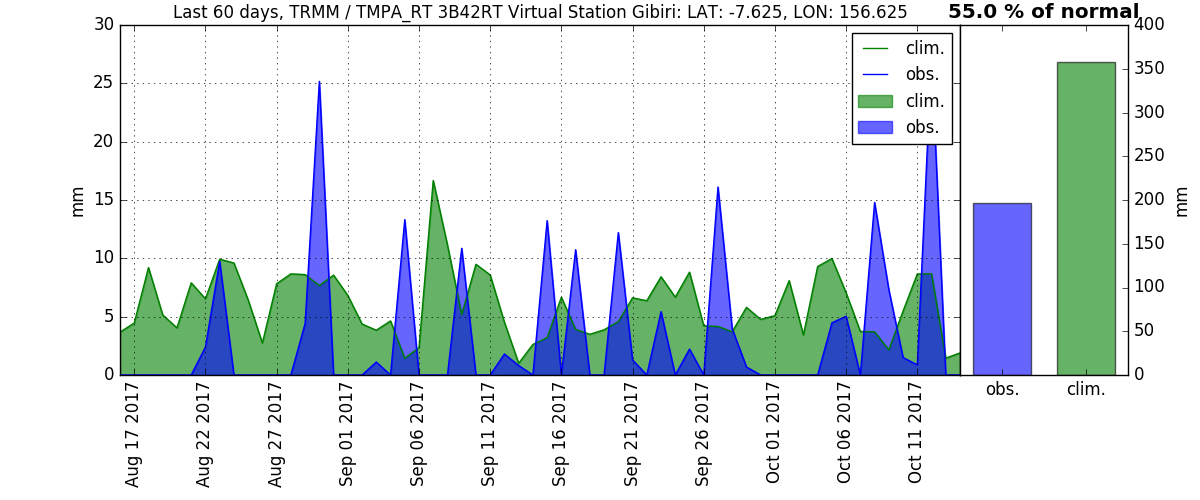 Last 60 days, TRMM / TMPA_RT 3B42RT Virtual Station Gibiri: LAT: -7.625, LON: 156.625
55.0 % of normal
30
25
20
15
10
5
0
mm
clim.
obs.
clim.
obs.
400
350
300
250
200
150
100
50
0
mm
Aug 17 2017
Aug 22 2017
Aug 27 2017
Sep 01 2017
Sep 06 2017
Sep 11 2017
Sep 16 2017
Sep 21 2017
Sep 26 2017
Oct 01 2017
Oct 06 2017
Oct 11 2017
obs.
clim.